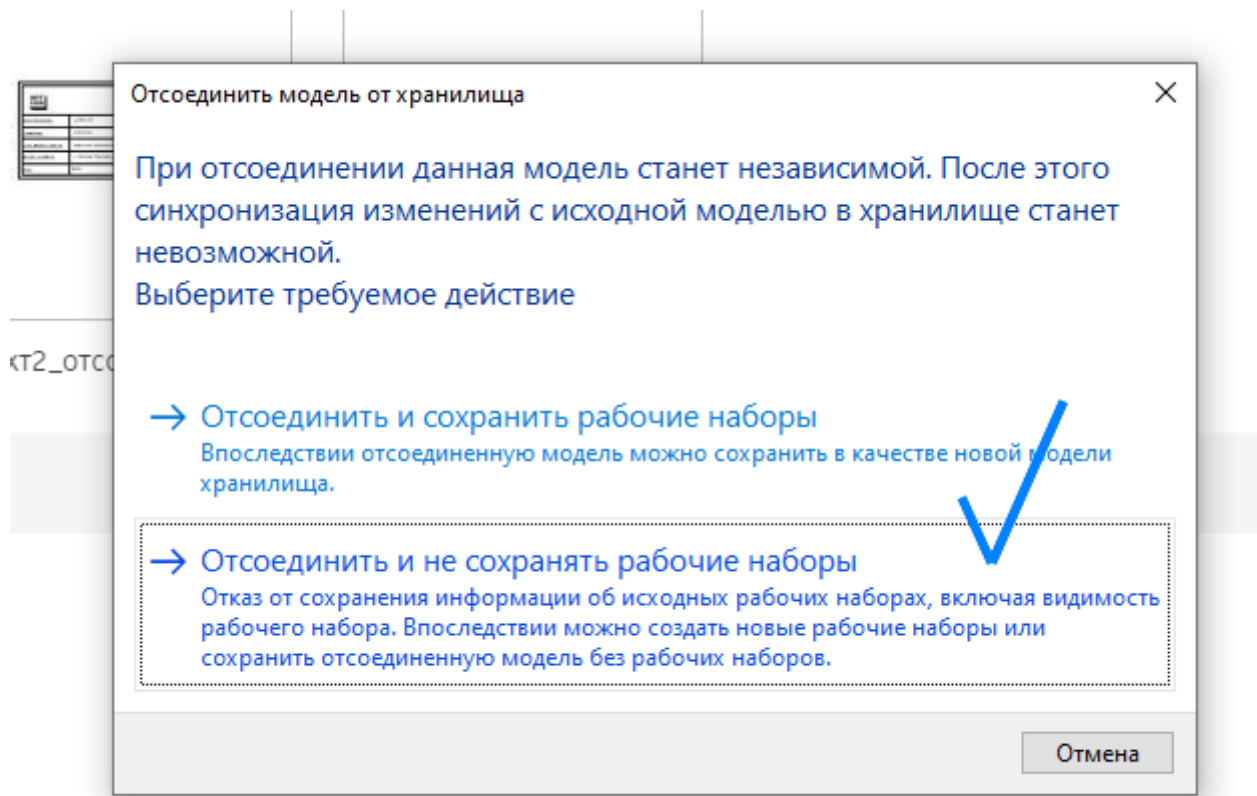 Отсоединить модель от хранилища
При отсоединении данная модель станет независимой. После этого
синхронизация изменений с исходной моделью в хранилище станет
невозможной.
Выберите требуемое действие
кт2_отсо
Отсоединить и сохранить рабочие наборы
Впоследствии отсоединенную модель можно сохранить в качестве новой модели
хранилища.
Отсоединить и не сохранять рабочие наборы
Отказ от сохранения информации об исходных рабочих наборах, включая видимость
рабочего набора. Впоследствии можно создать новые рабочие наборы или
сохранить отсоединенную модель без рабочих наборов.
Отмена